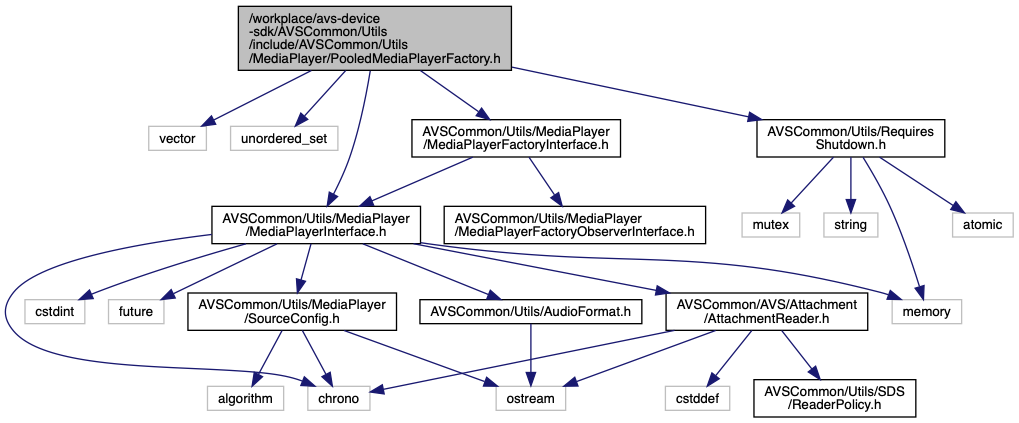 /workplace/avs-device
-sdk/AVSCommon/Utils
/include/AVSCommon/Utils
/MediaPlayer/PooledMediaPlayerFactory.h
vector
unordered_set
AVSCommon/Utils/MediaPlayer
/MediaPlayerFactoryInterface.h
AVSCommon/Utils/Requires
Shutdown.h
AVSCommon/Utils/MediaPlayer
/MediaPlayerInterface.h
AVSCommon/Utils/MediaPlayer
/MediaPlayerFactoryObserverInterface.h
mutex
string
atomic
cstdint
future
AVSCommon/Utils/MediaPlayer
/SourceConfig.h
AVSCommon/Utils/AudioFormat.h
AVSCommon/AVS/Attachment
/AttachmentReader.h
memory
algorithm
chrono
ostream
cstddef
AVSCommon/Utils/SDS
/ReaderPolicy.h